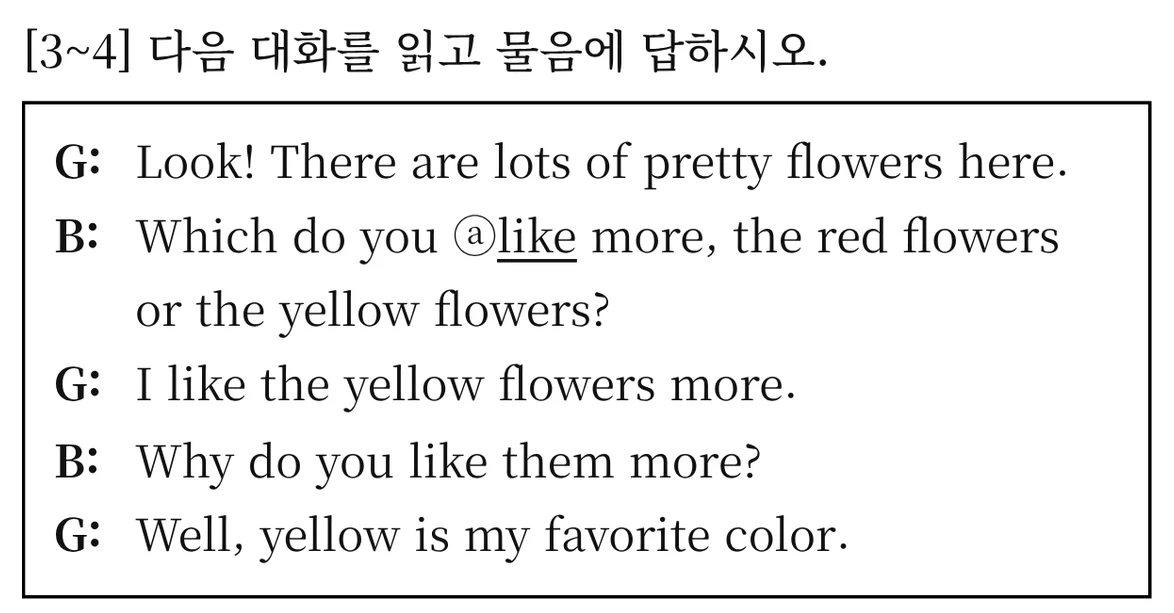 [3~4] 다음 대화를 읽고 물음에 답하시오.
G: Look! There are lots of pretty flowers here.
B: Which do you ⓐlike more, the red flowers
or the yellow flowers?
G: I like the yellow flowers more.
B: Why do you like them more?
G: Well, yellow is my favorite color.